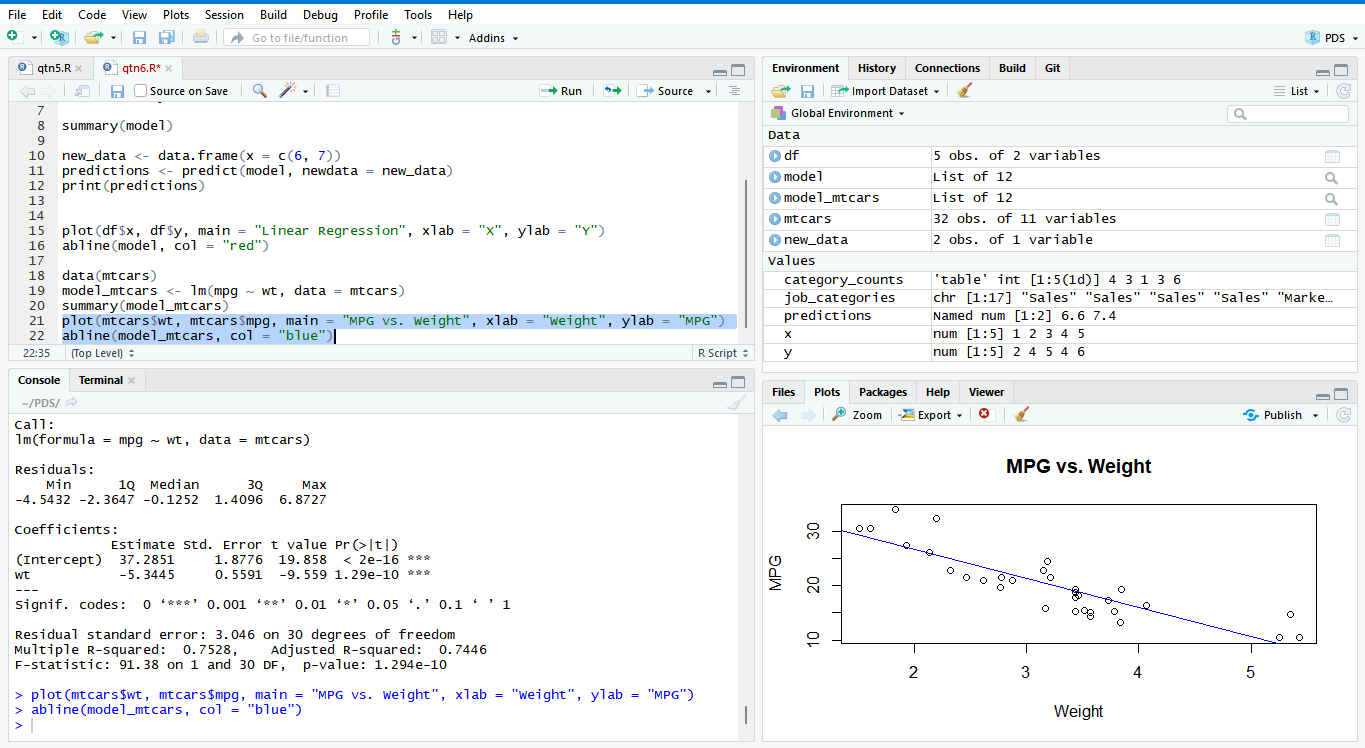 File Edit Code View Plots Session Build Debug Profile Tools Help
Go to file/function Addins PDS
qtn5.R qtn6.R*
Source on Save Run Source
7
8 summary(model)
9
10 new_data <- data.frame(x = c(6, 7))
11 predictions <- predict(model, newdata = new_data)
12 print(predictions)
13
14
15 plot(df$x, df$y, main = "Linear Regression", xlab = "X", ylab = "Y")
16 abline(model, col = "red")
17
18 data(mtcars)
19 model_mtcars <- lm(mpg ~ wt, data = mtcars)
20 summary(model_mtcars)
21 plot(mtcars$wt, mtcars$mpg, main = "MPG vs. Weight", xlab = "Weight", ylab = "MPG")
22 abline(model_mtcars, col = "blue")
22:35 (Top Level) R Script
Console Terminal
~/PDS/
Call:
lm(formula = mpg ~ wt, data = mtcars)
Residuals:
Min 1Q Median 3Q Max
-4.5432 -2.3647 -0.1252 1.4096 6.8727
Coefficients:
Estimate Std. Error t value Pr(>|t|)
(Intercept) 37.2851 1.8776 19.858 < 2e-16 ***
wt -5.3445 0.5591 -9.559 1.29e-10 ***
---
Signif. codes: 0 ‘***’ 0.001 ‘**’ 0.01 ‘*’ 0.05 ‘.’ 0.1 ‘ ’ 1
Residual standard error: 3.046 on 30 degrees of freedom
Multiple R-squared: 0.7528, Adjusted R-squared: 0.7446
F-statistic: 91.38 on 1 and 30 DF, p-value: 1.294e-10
> plot(mtcars$wt, mtcars$mpg, main = "MPG vs. Weight", xlab = "Weight", ylab = "MPG")
> abline(model_mtcars, col = "blue")
>
Environment History Connections Build Git
Import Dataset List
Global Environment
Data
df 5 obs. of 2 variables
model List of 12
model_mtcars List of 12
mtcars 32 obs. of 11 variables
new_data 2 obs. of 1 variable
Values
category_counts 'table' int [1:5(1d)] 4 3 1 3 6
job_categories chr [1:17] "Sales" "Sales" "Sales" "Sales" "Marke…
predictions Named num [1:2] 6.6 7.4
x num [1:5] 1 2 3 4 5
y num [1:5] 2 4 5 4 6
Files Plots Packages Help Viewer
Zoom Export Publish
MPG vs. Weight
MPG
30
20
10
2 3 4 5
Weight